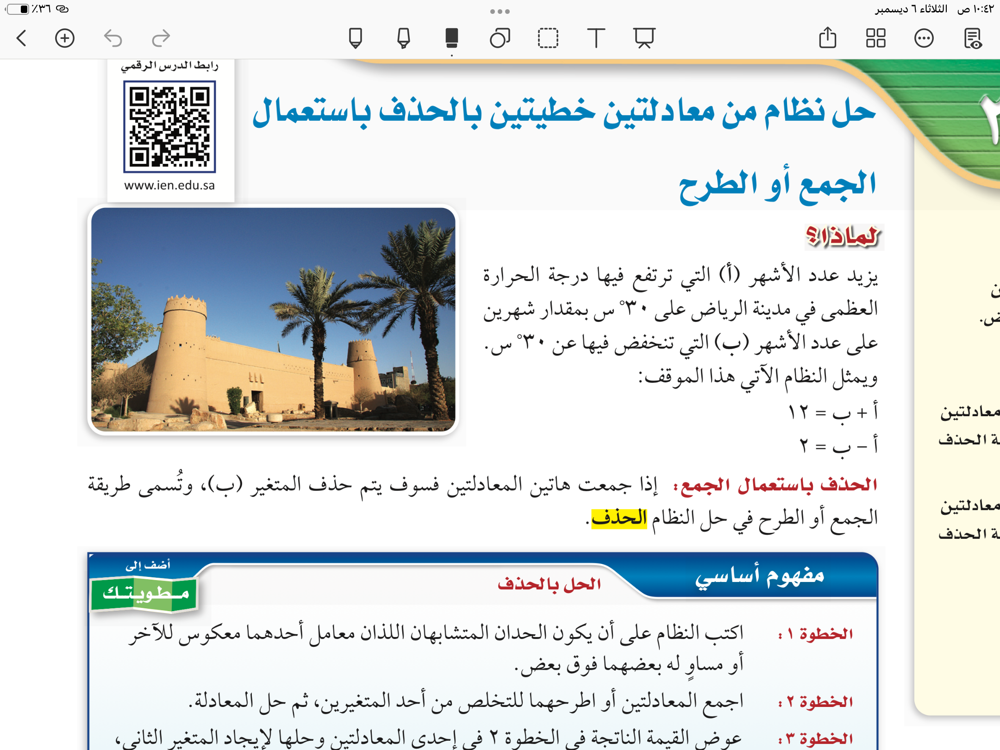 ١٠:٤٢ ص الثلاثاء ٦ ديسمبر
٣٦٪
رابط الدرس الرقمي
www.ien.edu.sa
حل نظام من معادلتين خطيتين بالحذف باستعمال
الجمع أو الطرح
لماذا؟
يزيد عدد الأشهر (أ) التي ترتفع فيها درجة الحرارة
العظمى في مدينة الرياض على ٣٠° س بمقدار شهرين
على عدد الأشهر (ب) التي تنخفض فيها عن ٣٠° س.
ويمثل النظام الآتي هذا الموقف:
أ + ب = ١٢
أ – ب = ٢
الحذف باستعمال الجمع: إذا جمعت هاتين المعادلتين فسوف يتم حذف المتغير (ب)، وتُسمى طريقة
الجمع أو الطرح في حل النظام الحذف.
مفهوم أساسي
الحل بالحذف
أضف إلى
مـطويـتـك
الخطوة ١: اكتب النظام على أن يكون الحدان المتشابهان اللذان معامل أحدهما معكوس للآخر
أو مساوٍ له بعضهما فوق بعض.
الخطوة ٢: اجمع المعادلتين أو اطرحهما للتخلص من أحد المتغيرين، ثم حل المعادلة.
الخطوة ٣: عوض القيمة الناتجة في الخطوة ٢ في إحدى المعادلتين وحلها لإيجاد المتغير الثاني،
معادلتين
الحذف
معادلتين
الحذف